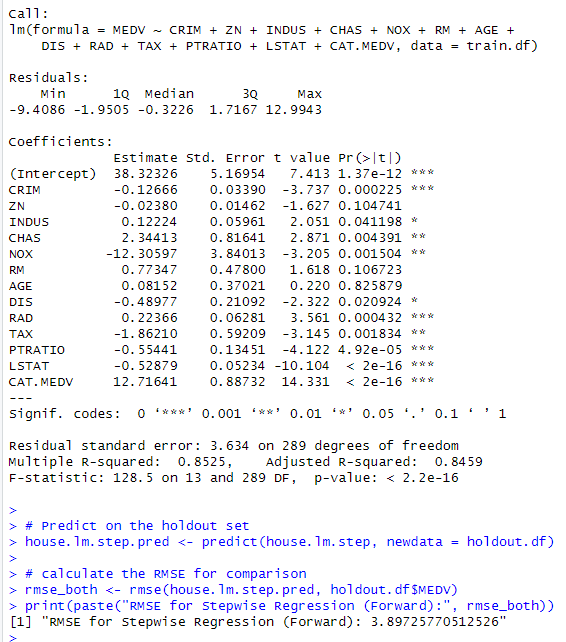 Call:
lm(formula = MEDV ~ CRIM + ZN + INDUS + CHAS + NOX + RM + AGE +
    DIS + RAD + TAX + PTRATIO + LSTAT + CAT.MEDV, data = train.df)

Residuals:
    Min      1Q  Median      3Q     Max
-9.4086 -1.9505 -0.3226  1.7167 12.9943

Coefficients:
             Estimate Std. Error t value Pr(>|t|)
(Intercept)  38.32326    5.16954   7.413 1.37e-12 ***
CRIM         -0.12666    0.03390  -3.737 0.000225 ***
ZN           -0.02380    0.01462  -1.627 0.104741
INDUS         0.12224    0.05961   2.051 0.041198 *
CHAS          2.34413    0.81641   2.871 0.004391 **
NOX         -12.30597    3.84013  -3.205 0.001504 **
RM            0.77347    0.47800   1.618 0.106723
AGE           0.08152    0.37021   0.220 0.825879
DIS          -0.48977    0.21092  -2.322 0.020924 *
RAD           0.22366    0.06281   3.561 0.000432 ***
TAX          -1.86210    0.59209  -3.145 0.001834 **
PTRATIO      -0.55441    0.13451  -4.122 4.92e-05 ***
LSTAT        -0.52879    0.05234 -10.104  < 2e-16 ***
CAT.MEDV     12.71641    0.88732  14.331  < 2e-16 ***
---
Signif. codes:  0 ‘***’ 0.001 ‘**’ 0.01 ‘*’ 0.05 ‘.’ 0.1 ‘ ’ 1

Residual standard error: 3.634 on 289 degrees of freedom
Multiple R-squared:  0.8525,    Adjusted R-squared:  0.8459
F-statistic: 128.5 on 13 and 289 DF,  p-value: < 2.2e-16

>
> # Predict on the holdout set
> house.lm.step.pred <- predict(house.lm.step, newdata = holdout.df)
>
> # calculate the RMSE for comparison
> rmse_both <- rmse(house.lm.step.pred, holdout.df$MEDV)
> print(paste("RMSE for Stepwise Regression (Forward):", rmse_both))
[1] "RMSE for Stepwise Regression (Forward): 3.89725770512526"
>